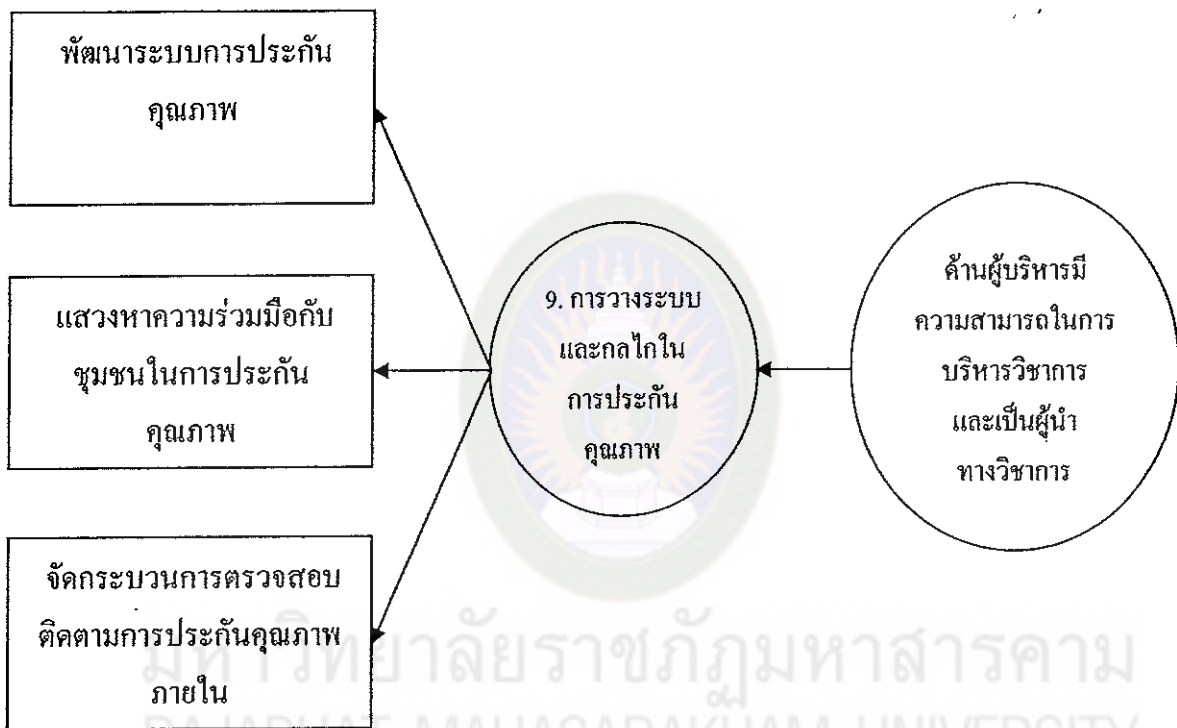 พัฒนาระบบการประกัน
คุณภาพ
แสวงหาความร่วมมือกับ
ชุมชนในการประกัน
คุณภาพ
จัดกระบวนการตรวจสอบ
ติดตามการประกันคุณภาพ
ภายใน
9. การวางระบบ
และกลไกใน
การประกัน
คุณภาพ
ด้านผู้บริหารมี
ความสามารถในการ
บริหารวิชาการ
และเป็นผู้นำ
ทางวิชาการ
มหาวิทยาลัยราชภัฏมหาสารคาม
RAJABHAT MAHASARAKHAM UNIVERSITY